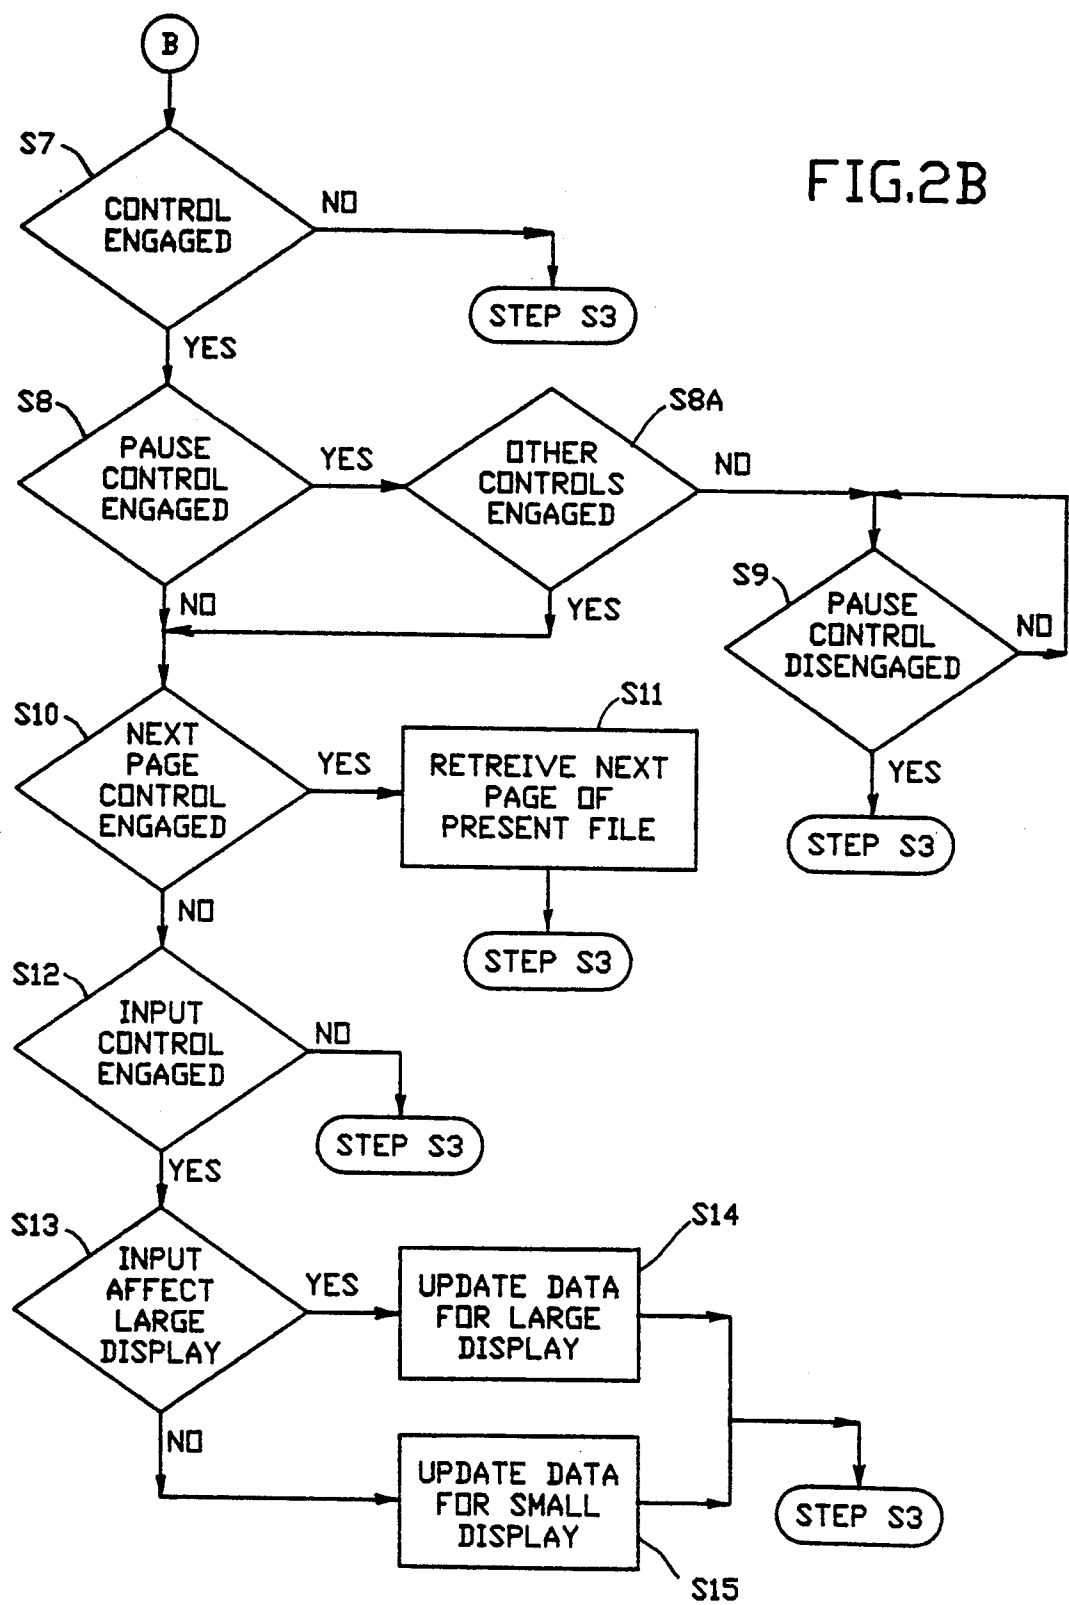 B
S7
FIG.2B
CONTROL
ENGAGED
NO
STEP S3
YES
S8
PAUSE
CONTROL
ENGAGED
YES
S8A
OTHER
CONTROLS
ENGAGED
NO
NO
YES
S9
PAUSE
CONTROL
DISENGAGED
NO
YES
STEP S3
S10
NEXT
PAGE
CONTROL
ENGAGED
YES
S11
RETREIVE NEXT
PAGE OF
PRESENT FILE
STEP S3
NO
S12
INPUT
CONTROL
ENGAGED
NO
STEP S3
YES
S13
INPUT
AFFECT
LARGE
DISPLAY
YES
S14
UPDATE DATA
FOR LARGE
DISPLAY
NO
UPDATE DATA
FOR SMALL
DISPLAY
S15
STEP S3